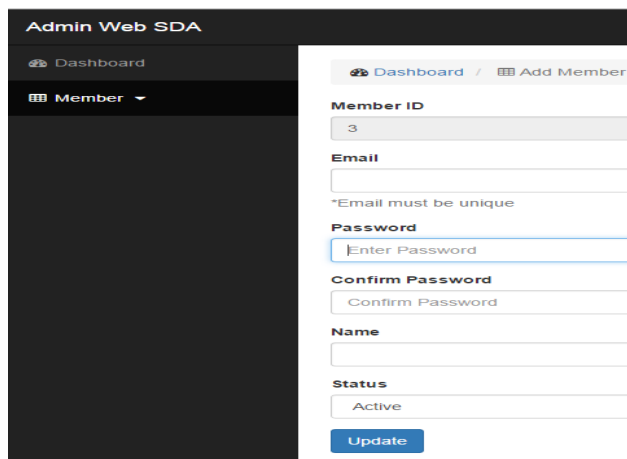 Admin Web SDA
Dashboard
Member
Dashboard / Add Member
Member ID
3
Email
*Email must be unique
Password
Enter Password
Confirm Password
Confirm Password
Name
Status
Active
Update